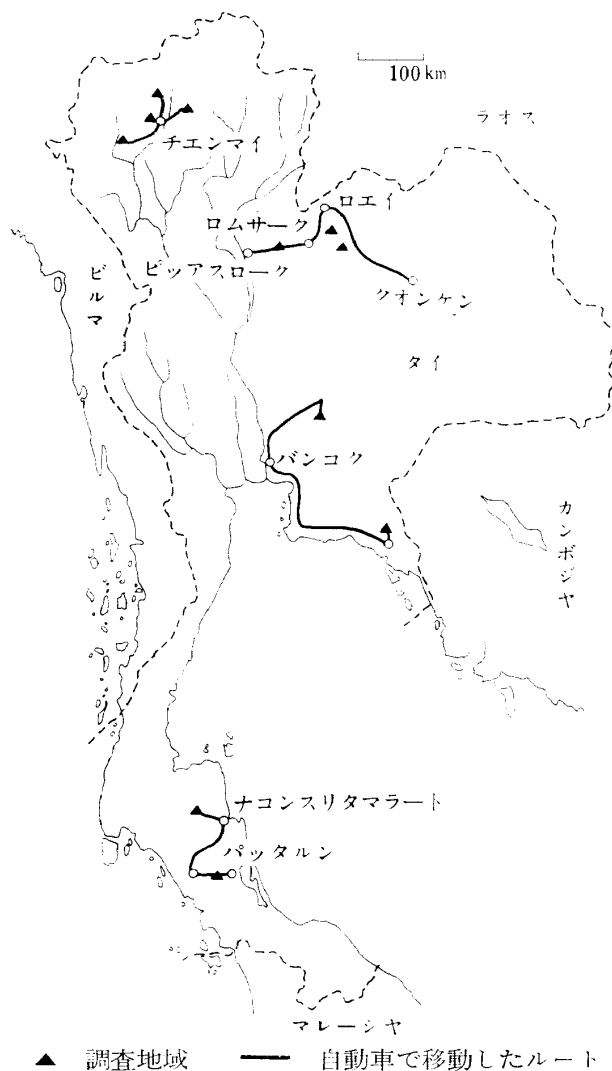 100 km
ラオス
チエンマイ
ロエイ
ロムサーク
ピッアスローク
クオンケン
ビルマ
タイ
バンコク
カンボジヤ
ナコンスリタマラート
パッタルン
マレーシヤ
▲ 調査地域 ━━ 自動車で移動したルート